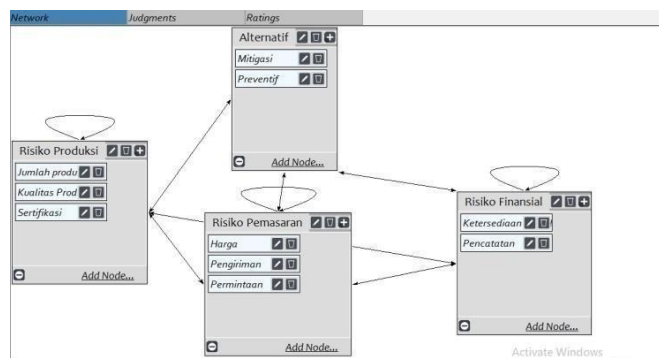 Network Judgments Ratings
Alternatif
Mitigasi
Preventif
Add Node...
Risiko Produksi
Jumlah produ
Kualitas Prod
Sertifikasi
Add Node...
Risiko Pemasaran
Harga
Pengiriman
Permintaan
Add Node...
Risiko Finansial
Ketersediaan
Pencatatan
Add Node...
Activate Windows